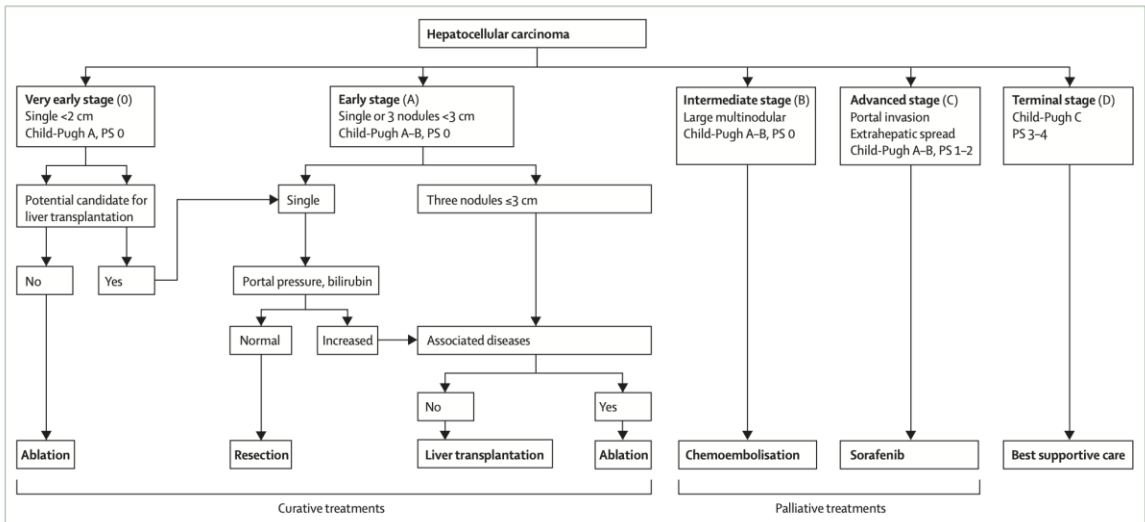 Hepatocellular carcinoma
Very early stage (0)
Single <2 cm
Child-Pugh A, PS 0
Early stage (A)
Single or 3 nodules <3 cm
Child-Pugh A–B, PS 0
Intermediate stage (B)
Large multinodular
Child-Pugh A–B, PS 0
Advanced stage (C)
Portal invasion
Extrahepatic spread
Child-Pugh A–B, PS 1–2
Terminal stage (D)
Child-Pugh C
PS 3–4
Potential candidate for
liver transplantation
Single
Three nodules ≤3 cm
No
Yes
Portal pressure, bilirubin
Normal
Increased
Associated diseases
No
Yes
Ablation
Resection
Liver transplantation
Ablation
Chemoembolisation
Sorafenib
Best supportive care
Curative treatments
Palliative treatments